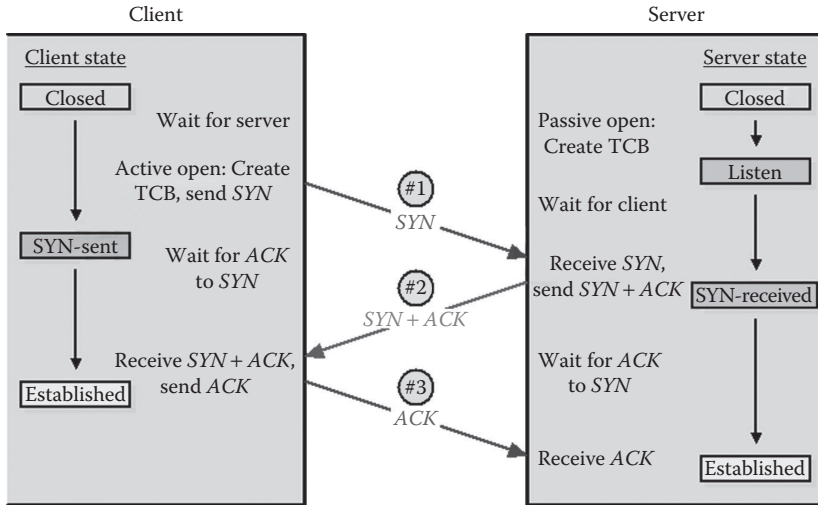 Client
Server
Client state
Closed
Wait for server
Active open: Create
TCB, send SYN
SYN-sent
Wait for ACK
to SYN
Receive SYN + ACK,
send ACK
Established
#1
SYN
#2
SYN + ACK
#3
ACK
Server state
Closed
Passive open:
Create TCB
Listen
Wait for client
Receive SYN,
send SYN + ACK
SYN-received
Wait for ACK
to SYN
Receive ACK
Established